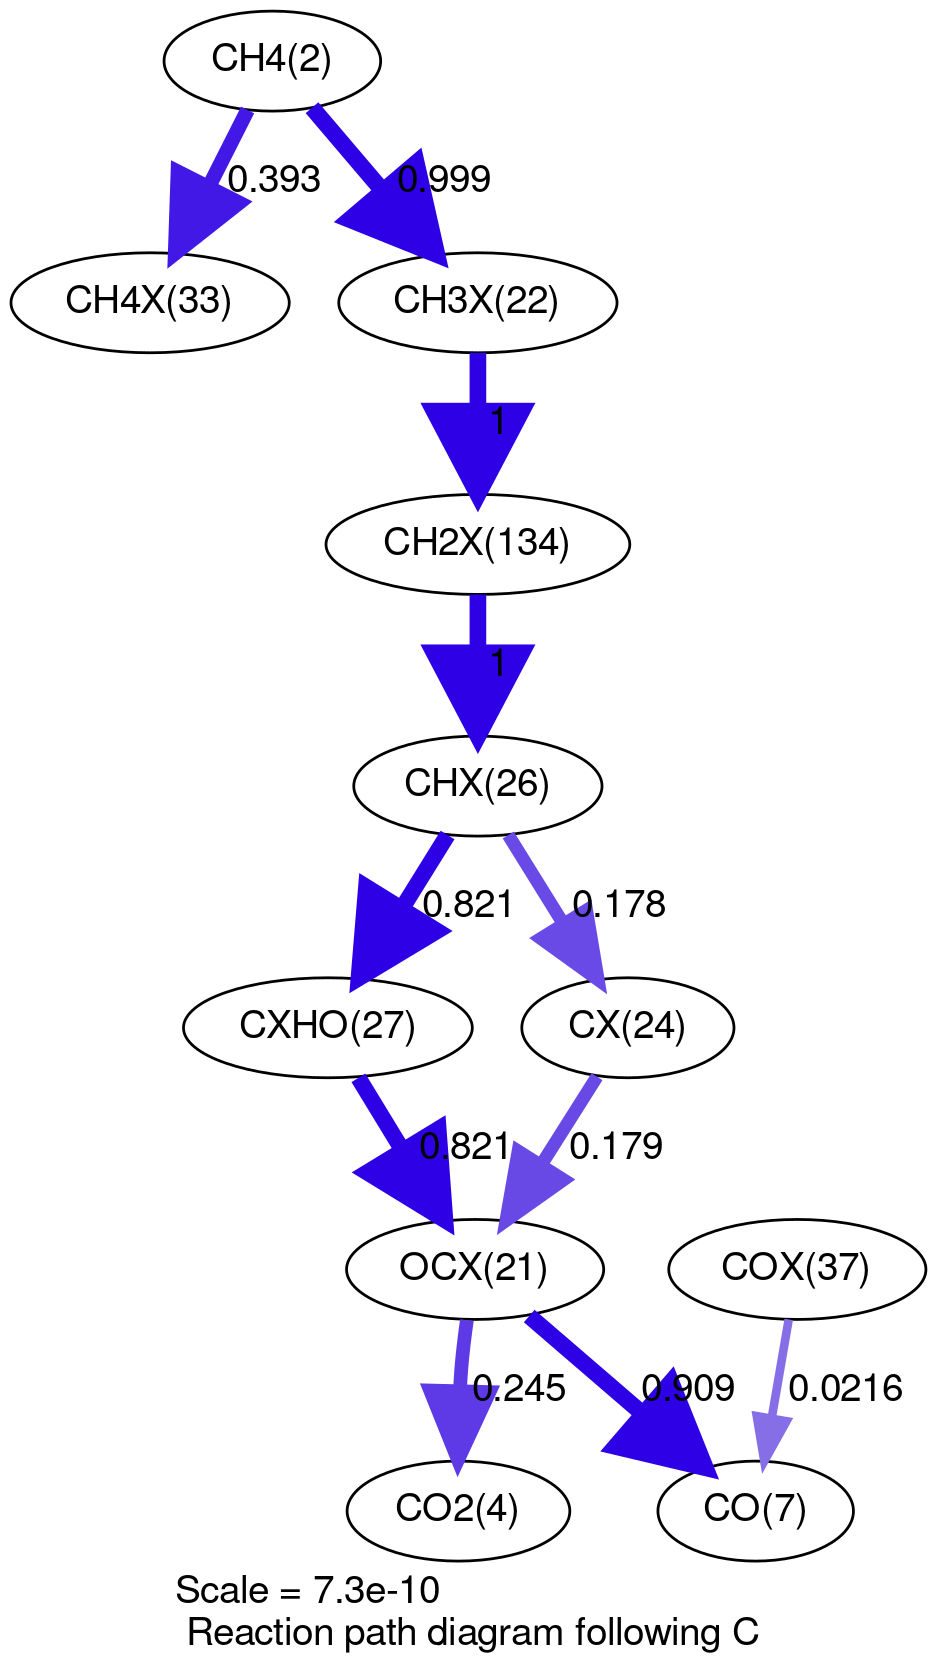 CH4(2)
0.393
0.999
CH4X(33)
CH3X(22)
1
CH2X(134)
1
CHX(26)
0.821
0.178
CXHO(27)
CX(24)
0.821
0.179
OCX(21)
COX(37)
0.245
0.909
0.0216
CO2(4)
CO(7)
Scale = 7.3e-10
Reaction path diagram following C